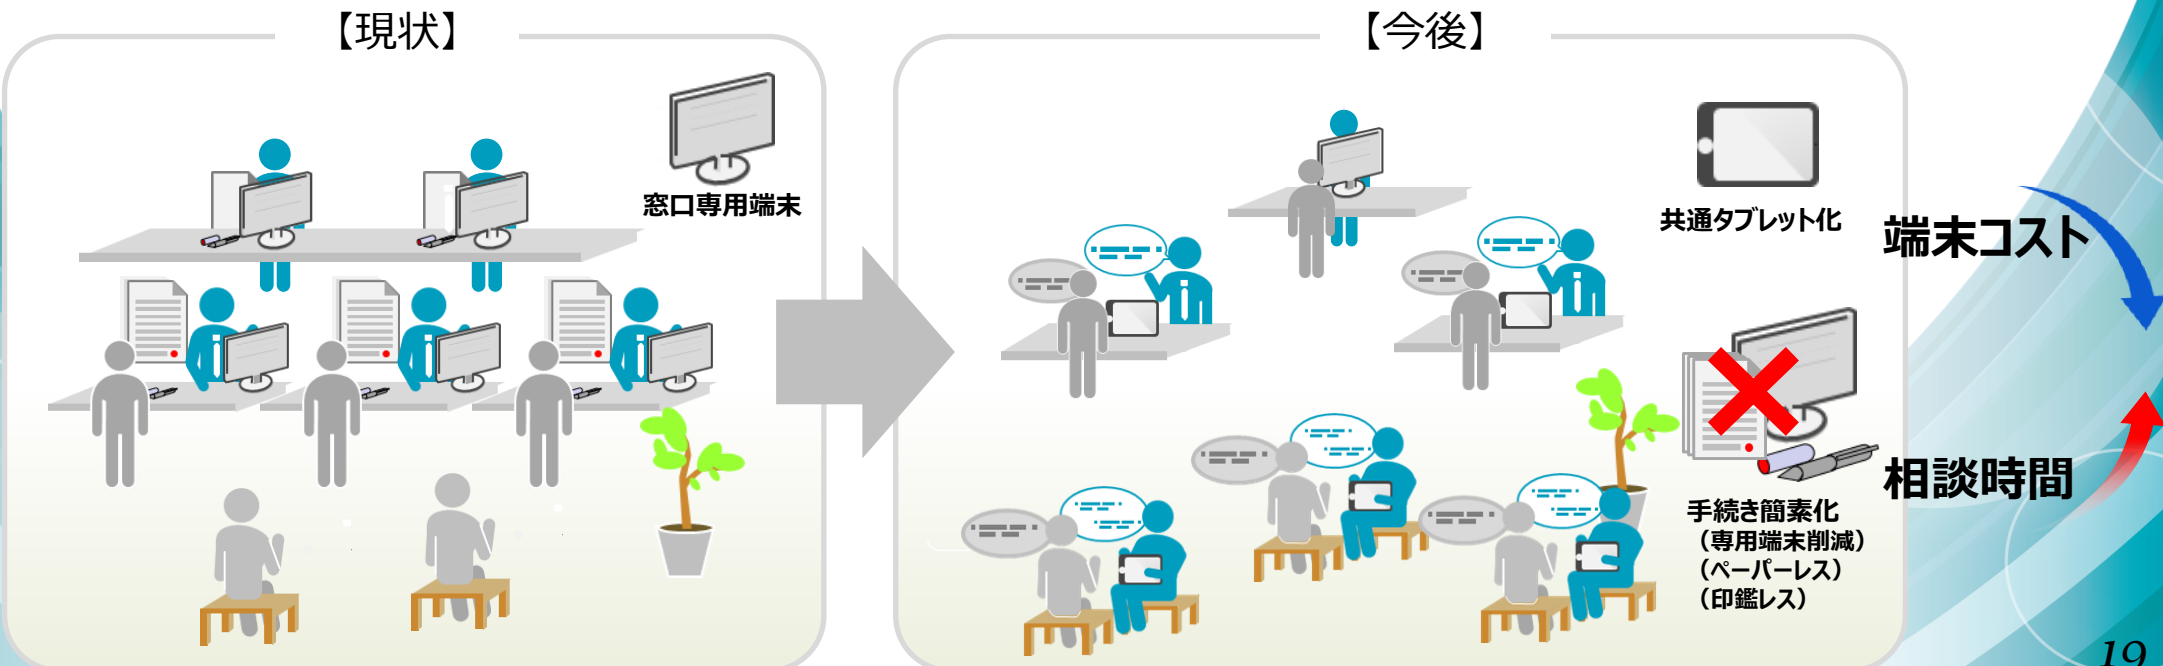 【現状】
窓口専用端末
【今後】
共通タブレット化
端末コスト
手続き簡素化
（専用端末削減）
（ペーパーレス）
（印鑑レス）
相談時間
19